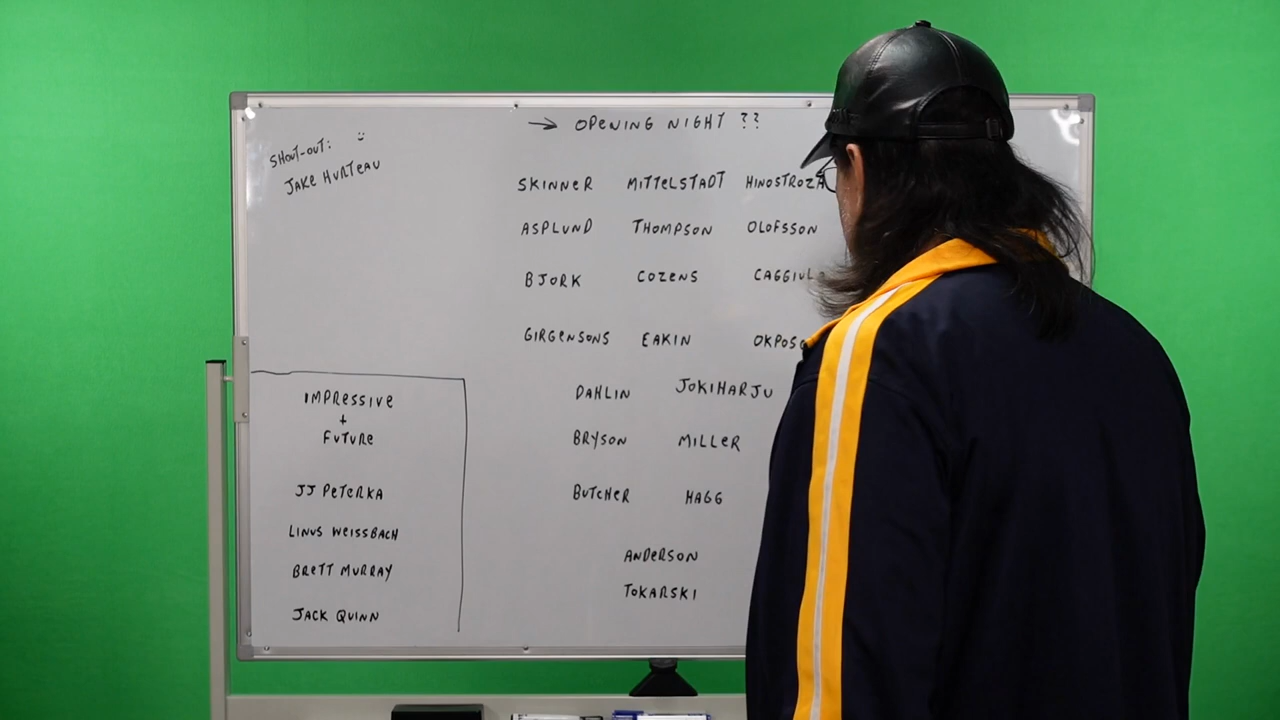 → OPENING NIGHT ??
SHOUT-OUT: :)
JAKE HURTEAU
SKINNER MITTELSTADT HINOSTROZA
ASPLUND THOMPSON OLOFSSON
BJORK COZENS
GIRGENSONS EAKIN
DAHLIN JOKIHARJU
BRYSON MILLER
BUTCHER HAGG
ANDERSON
TOKARSKI
IMPRESSIVE
+
FUTURE
JJ PETERKA
LINUS WEISSBACH
BRETT MURRAY
JACK QUINN